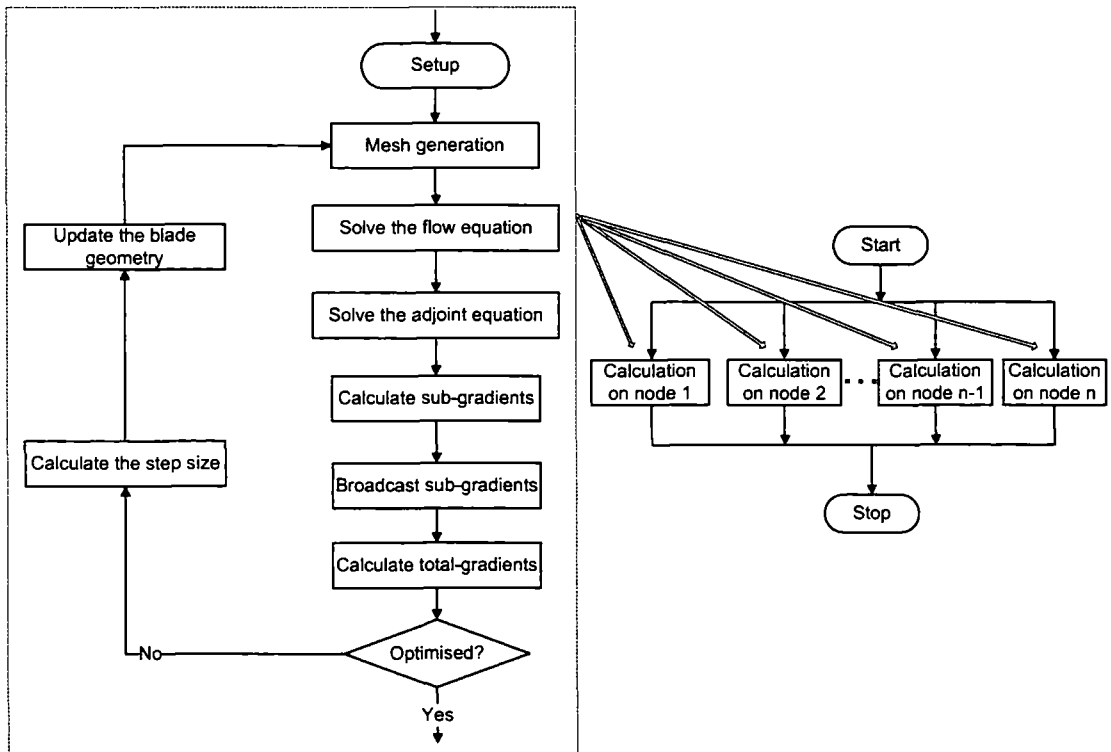 Setup
Mesh generation
Solve the flow equation
Solve the adjoint equation
Calculate sub-gradients
Broadcast sub-gradients
Calculate total-gradients
Optimised?
Yes
No
Calculate the step size
Update the blade
geometry
Start
Calculation
on node 1
Calculation
on node 2
...
Calculation
on node n-1
Calculation
on node n
Stop